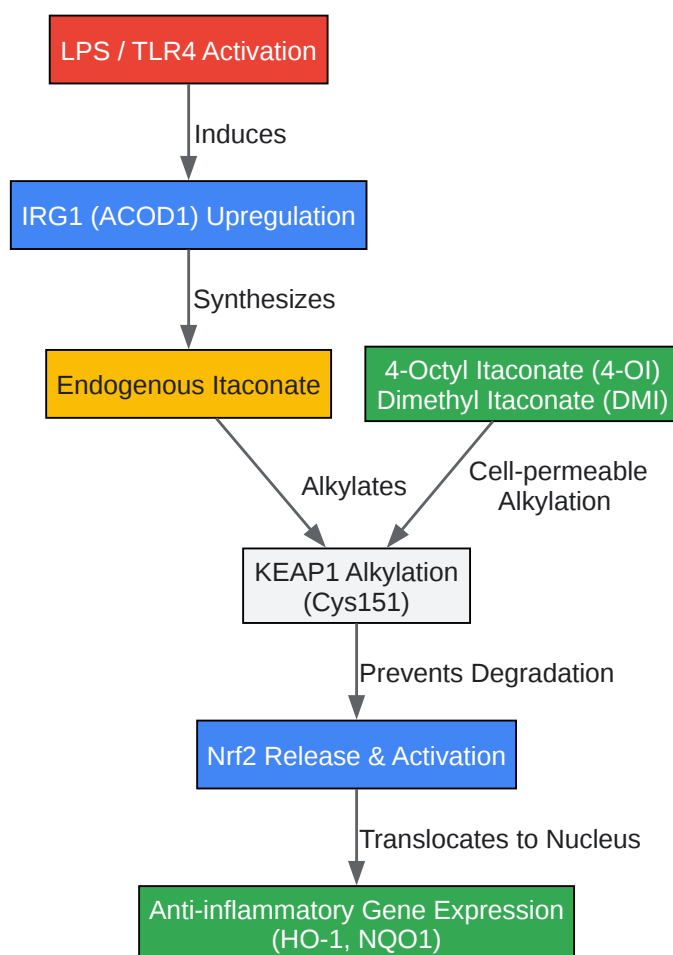 LPS / TLR4 Activation
Induces
IRG1 (ACOD1) Upregulation
Synthesizes
Endogenous Itaconate
4-Octyl Itaconate (4-OI)
Dimethyl Itaconate (DMI)
Alkylates
Cell-permeable
Alkylation
KEAP1 Alkylation
(Cys151)
Prevents Degradation
Nrf2 Release & Activation
Translocates to Nucleus
Anti-inflammatory Gene Expression
(HO-1, NQO1)